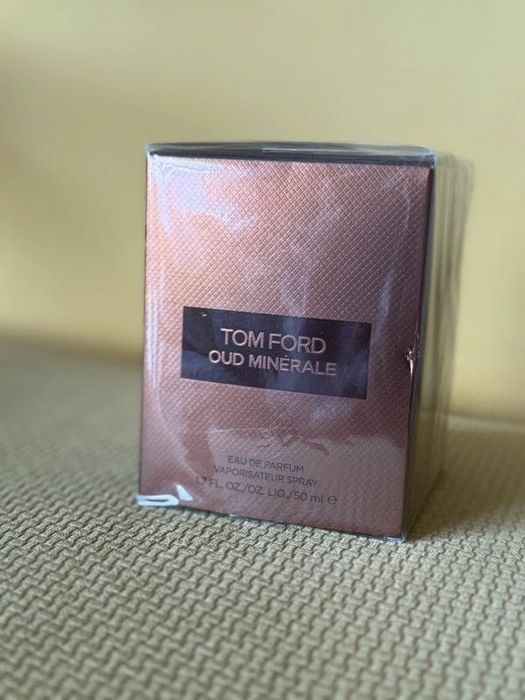 TOM FORD
OUD MINÉRALE
EAU DE PARFUM
VAPORISATEUR SPRAY
1.7 FL. OZ./OZ. LIQ./50 ml ℮